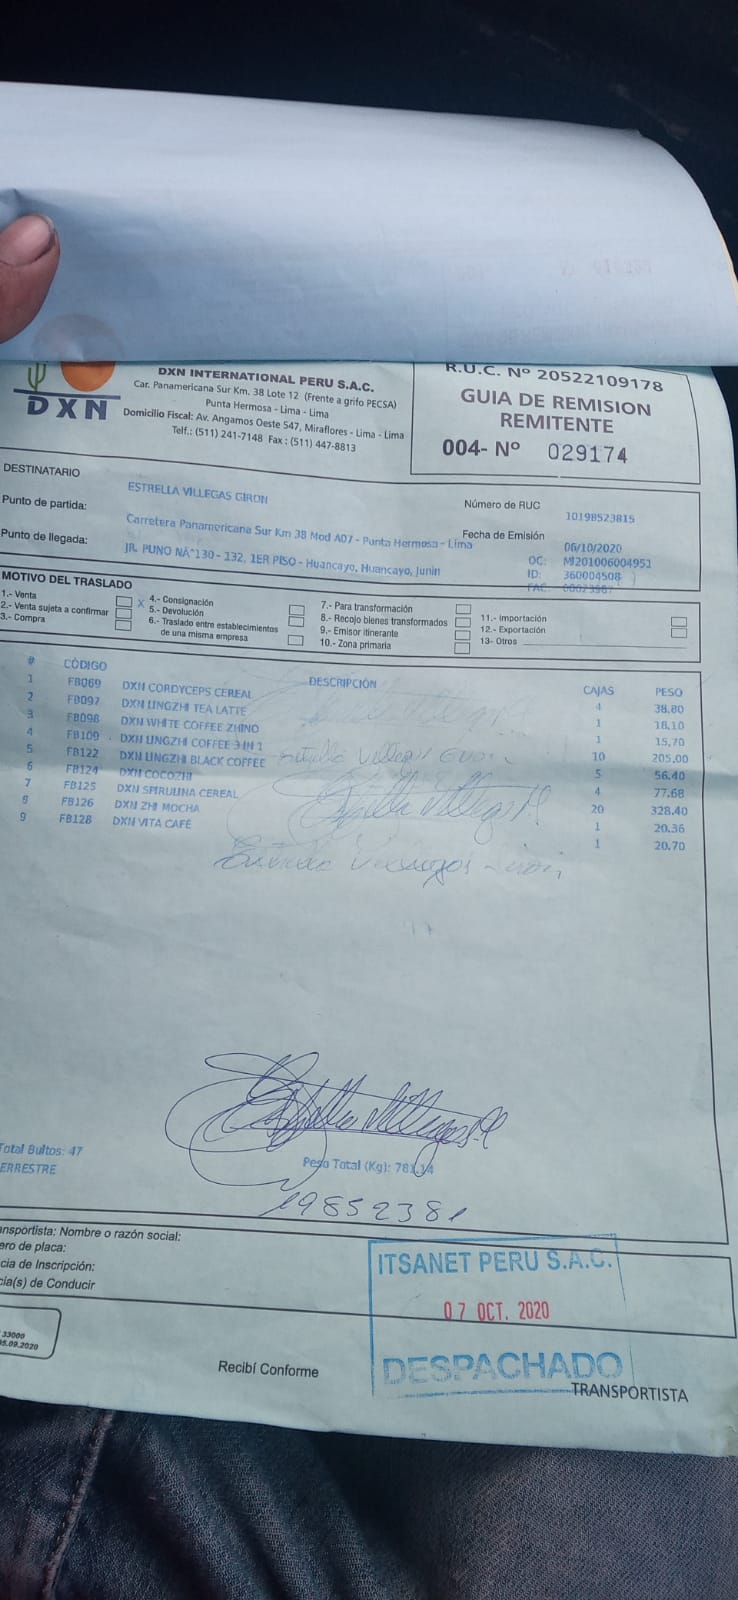 DXN
DXN INTERNATIONAL PERU S.A.C.
Car. Panamericana Sur Km. 38 Lote 12 (Frente a grifo PECSA)
Punta Hermosa - Lima - Lima
Domicilio Fiscal: Av. Angamos Oeste 547, Miraflores - Lima - Lima
Telf.: (511) 241-7148 Fax : (511) 447-8813
R.U.C. Nº 20522109178
GUIA DE REMISION
REMITENTE
004- Nº 029174
DESTINATARIO
ESTRELLA VILLEGAS GIRON
Número de RUC 10198523815
Punto de partida: Carretera Panamericana Sur Km 38 Mod A07 - Punta Hermosa - Lima
Fecha de Emisión 06/10/2020
Punto de llegada: JR. PUNO NÂ°130 - 132, 1ER PISO - Huancayo, Huancayo, Junin
OC: MI201006004951
ID: 360004508
FAC:
MOTIVO DEL TRASLADO
1.- Venta X
2.- Venta sujeta a confirmar
3.- Compra
4.- Consignación
5.- Devolución
6.- Traslado entre establecimientos
de una misma empresa
7.- Para transformación
8.- Recojo bienes transformados
9.- Emisor itinerante
10.- Zona primaria
11.- Importación
12.- Exportación
13- Otros
# CÓDIGO DESCRIPCIÓN CAJAS PESO
1 FB069 DXN CORDYCEPS CEREAL 4 38.80
2 FB097 DXN LINGZHI TEA LATTE 1 18.10
3 FB098 DXN WHITE COFFEE ZHINO 1 15.70
4 FB109 DXN LINGZHI COFFEE 3 IN 1 10 205.00
5 FB122 DXN LINGZHI BLACK COFFEE 5 56.40
6 FB124 DXN COCOZHI 4 77.68
7 FB125 DXN SPIRULINA CEREAL 20 328.40
8 FB126 DXN ZHI MOCHA 1 20.36
9 FB128 DXN VITA CAFÉ 1 20.70
Total Bultos: 47
Peso Total (Kg): 781.14
ERRESTRE
19852381
ansportista: Nombre o razón social:
ero de placa:
cia de Inscripción:
cia(s) de Conducir
ITSANET PERU S.A.C.
07 OCT. 2020
DESPACHADO
33000
05.09.2020
Recibí Conforme
TRANSPORTISTA